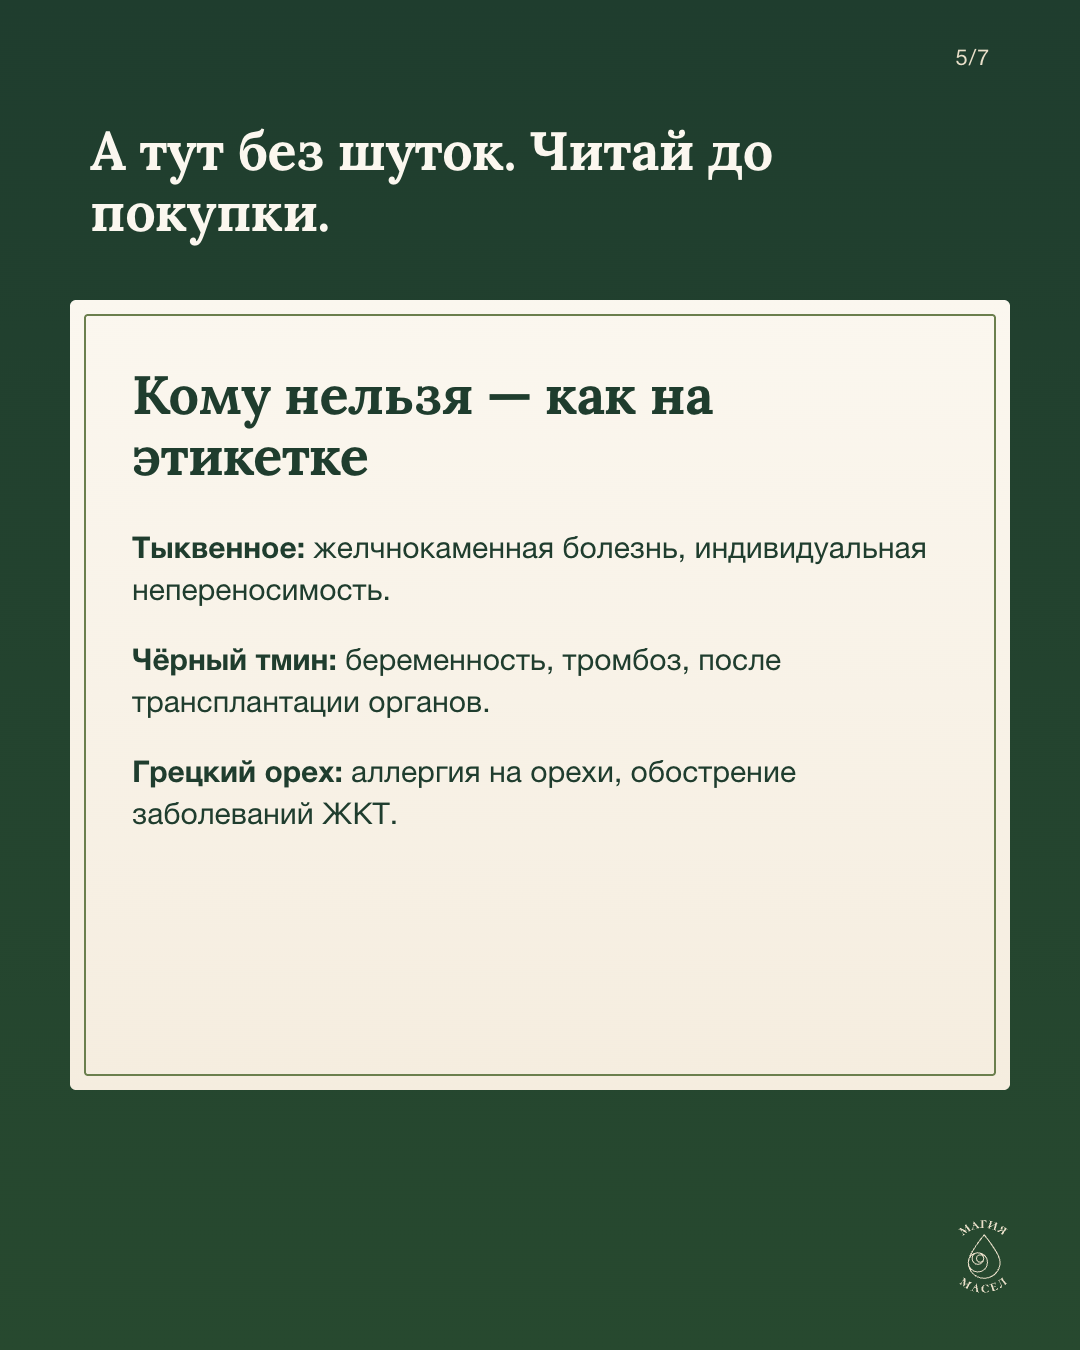 5/7
А тут без шуток. Читай до
покупки.
Кому нельзя — как на
этикетке
Тыквенное: желчнокаменная болезнь, индивидуальная
непереносимость.
Чёрный тмин: беременность, тромбоз, после
трансплантации органов.
Грецкий орех: аллергия на орехи, обострение
заболеваний ЖКТ.
МАГИЯ
МАСЕЛ